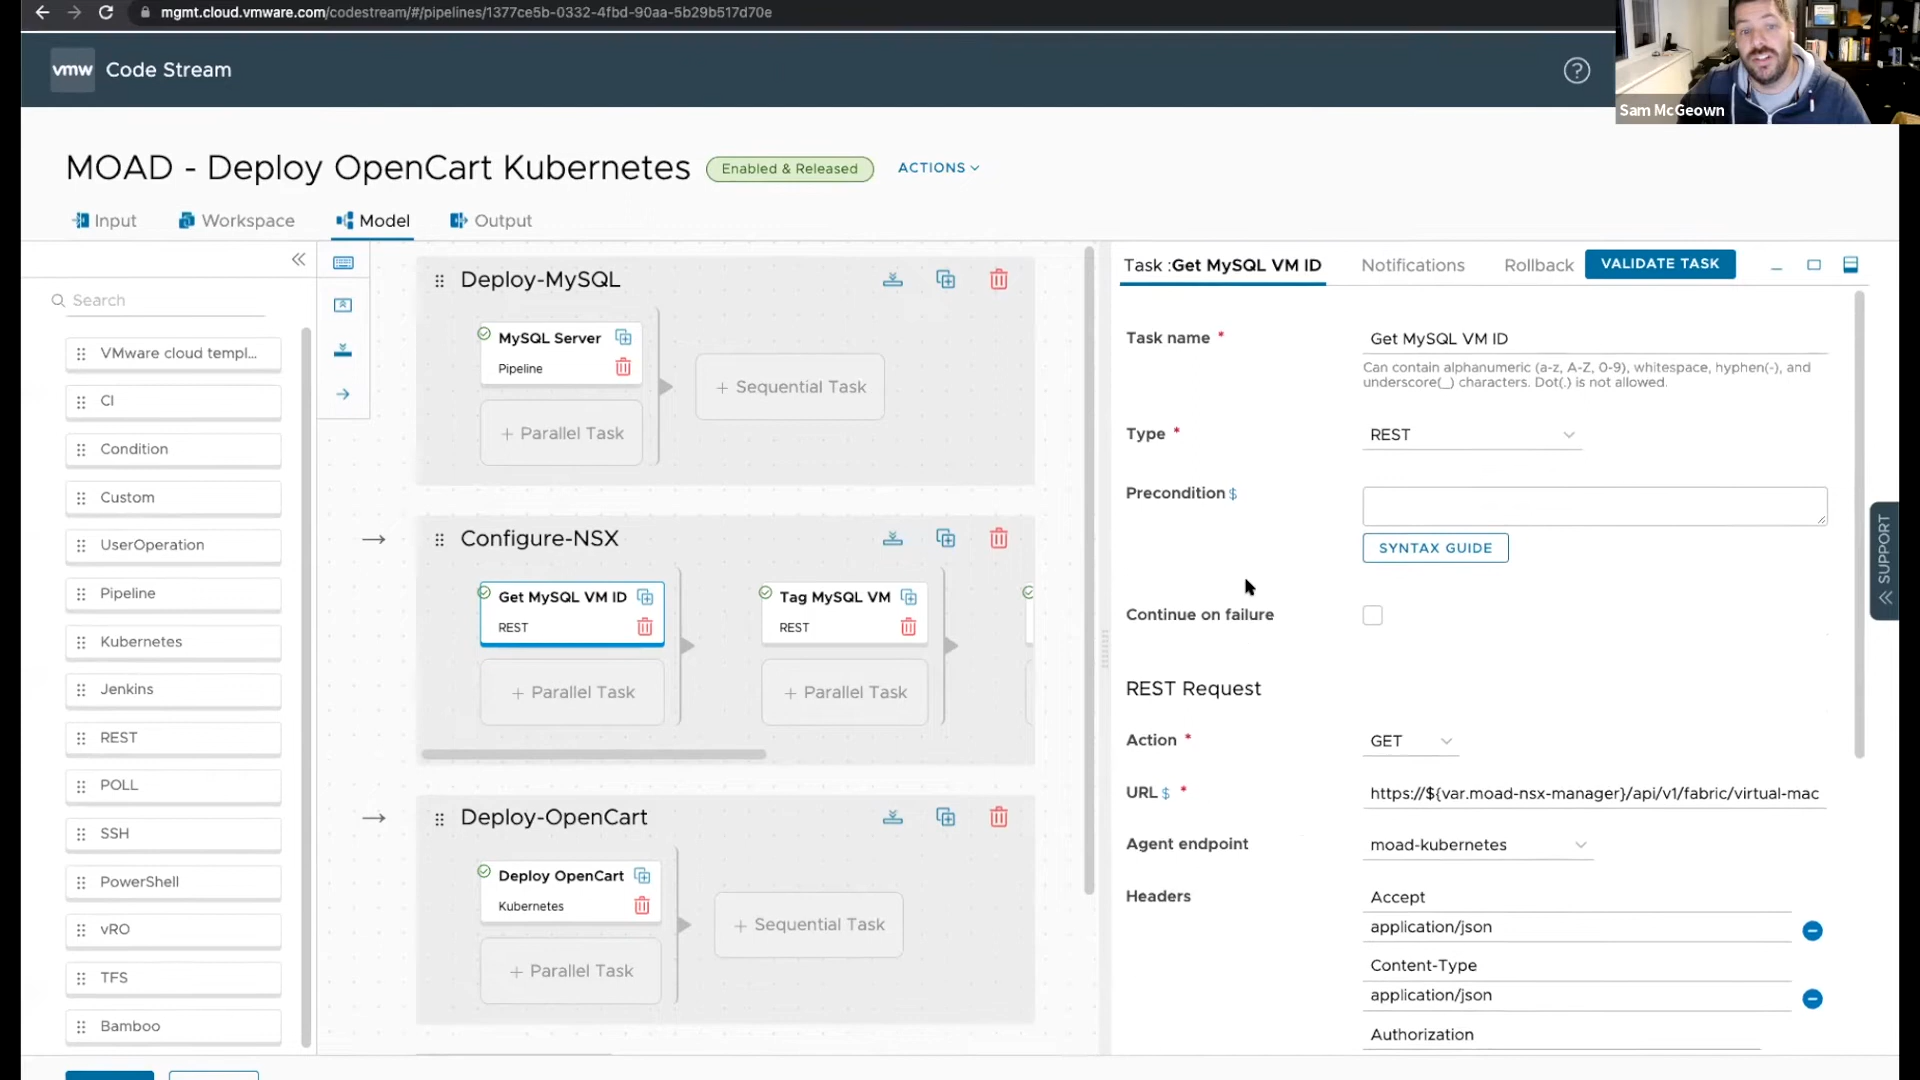 mgmt.cloud.vmware.com/codestream/#/pipelines/1377ce5b-0332-4fbd-90aa-5b29b517d70e
vmw Code Stream
?
Sam McGeown
MOAD - Deploy OpenCart Kubernetes
Enabled & Released
ACTIONS
Input
Workspace
Model
Output
Search
VMware cloud templ...
CI
Condition
Custom
UserOperation
Pipeline
Kubernetes
Jenkins
REST
POLL
SSH
PowerShell
vRO
TFS
Bamboo
Deploy-MySQL
MySQL Server
Pipeline
+ Sequential Task
+ Parallel Task
Configure-NSX
Get MySQL VM ID
REST
Tag MySQL VM
REST
+ Parallel Task
+ Parallel Task
Deploy-OpenCart
Deploy OpenCart
Kubernetes
+ Sequential Task
+ Parallel Task
Task :Get MySQL VM ID
Notifications
Rollback
VALIDATE TASK
Task name *
Get MySQL VM ID
Can contain alphanumeric (a-z, A-Z, 0-9), whitespace, hyphen(-), and
underscore(_) characters. Dot(.) is not allowed.
Type *
REST
Precondition $
SYNTAX GUIDE
Continue on failure
REST Request
Action *
GET
URL $ *
https://${var.moad-nsx-manager}/api/v1/fabric/virtual-mac
Agent endpoint
moad-kubernetes
Headers
Accept
application/json
Content-Type
application/json
Authorization
SUPPORT